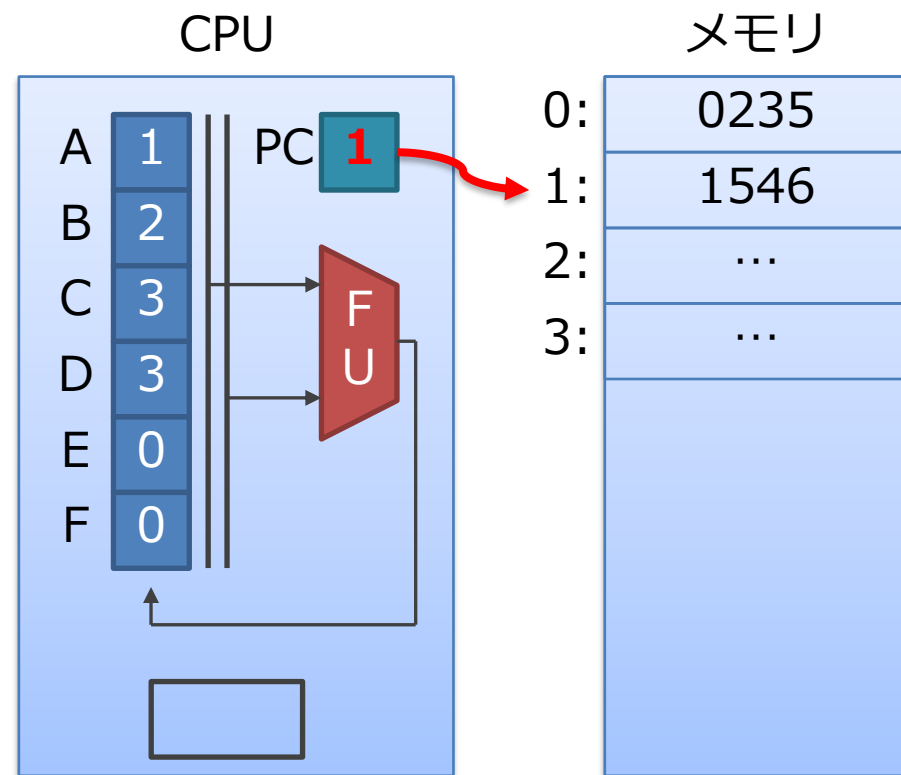 CPU
メモリ
A 1
B 2
C 3
D 3
E 0
F 0
PC 1
F
U
0: 0235
1: 1546
2: …
3: …